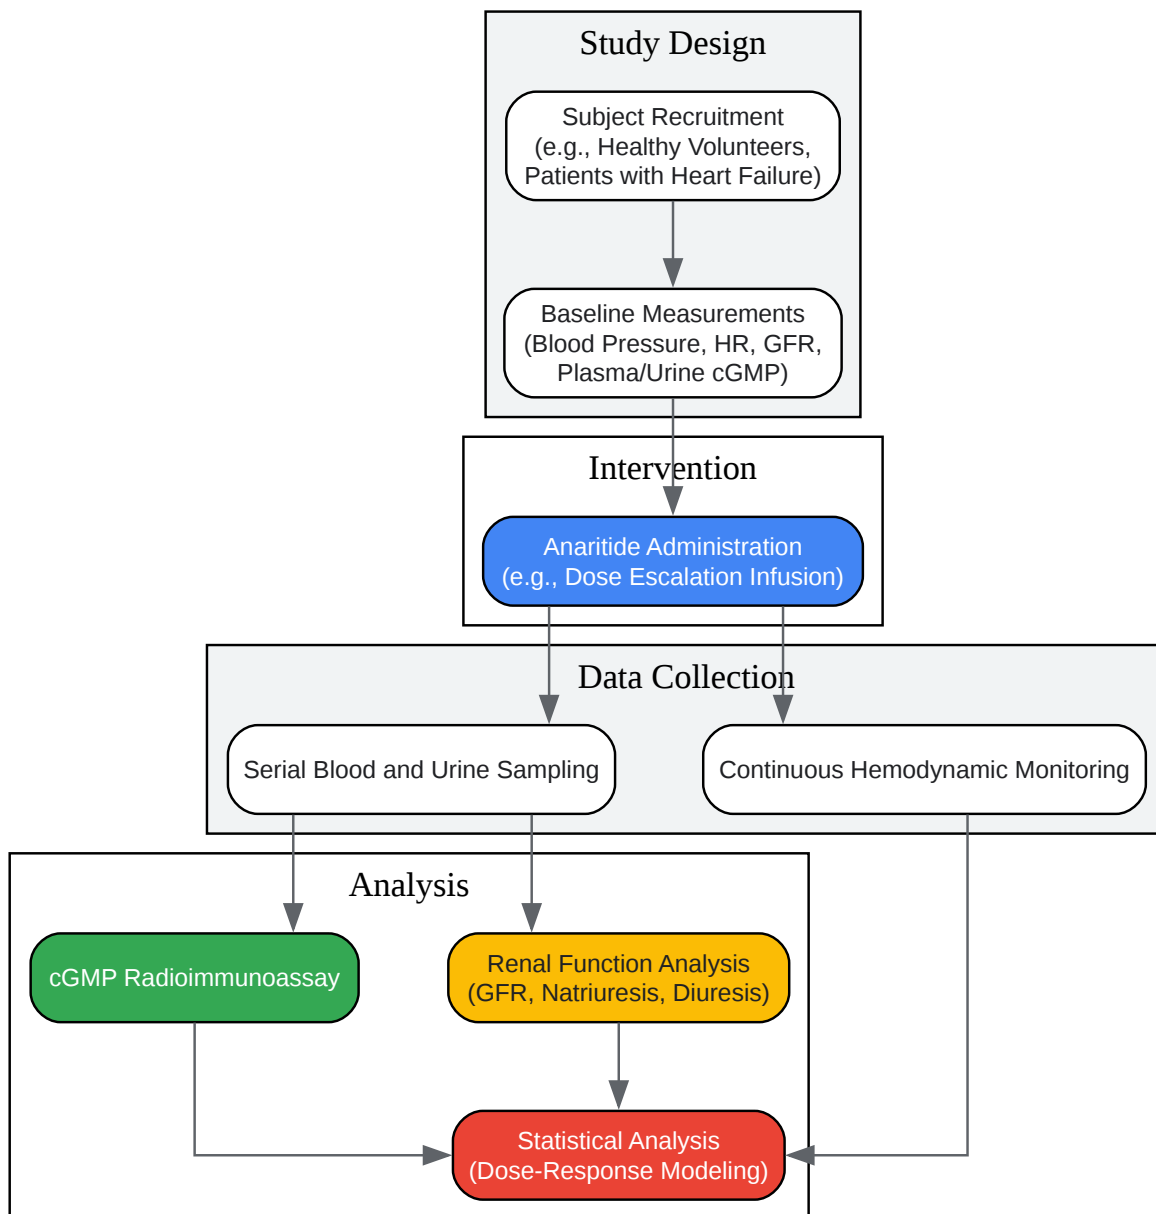 Study Design
Subject Recruitment
(e.g., Healthy Volunteers,
Patients with Heart Failure)
Baseline Measurements
(Blood Pressure, HR, GFR,
Plasma/Urine cGMP)
Intervention
Anaritide Administration
(e.g., Dose Escalation Infusion)
Data Collection
Serial Blood and Urine Sampling
Continuous Hemodynamic Monitoring
Analysis
cGMP Radioimmunoassay
Renal Function Analysis
(GFR, Natriuresis, Diuresis)
Statistical Analysis
(Dose-Response Modeling)